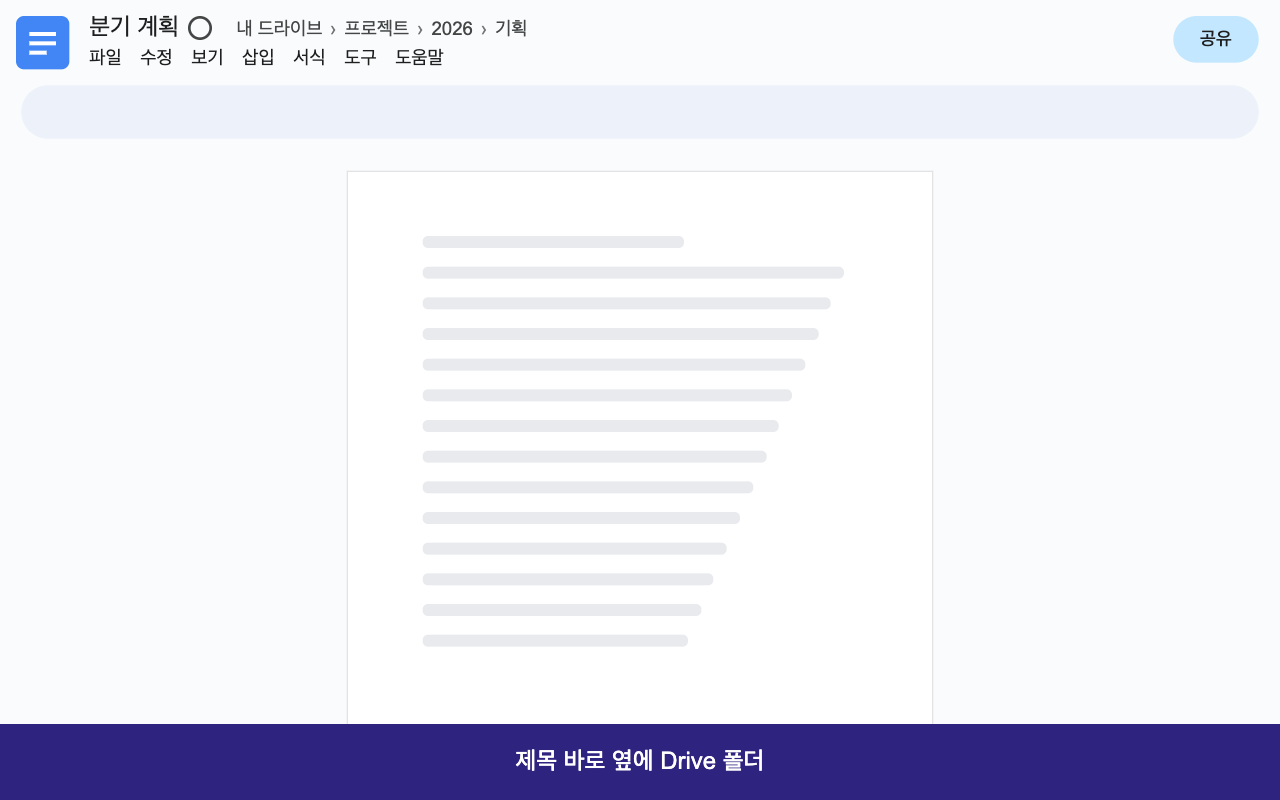 분기 계획 내 드라이브 › 프로젝트 › 2026 › 기획
파일 수정 보기 삽입 서식 도구 도움말
공유
제목 바로 옆에 Drive 폴더